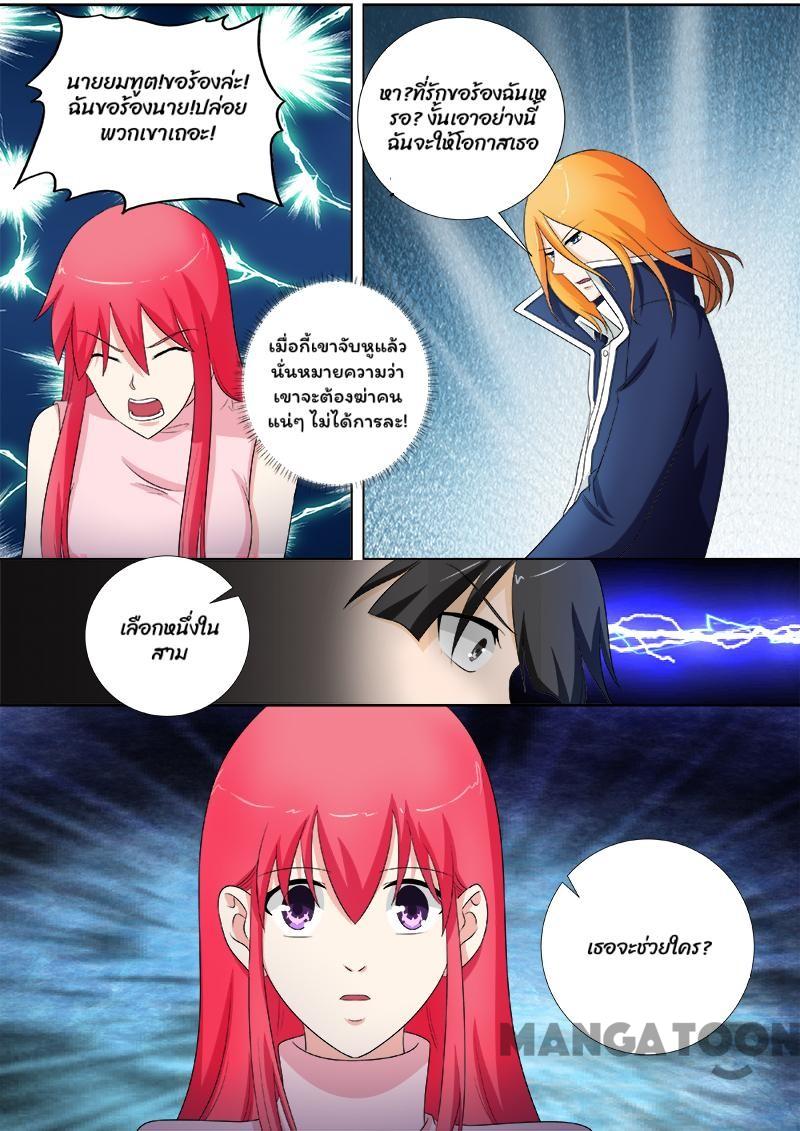 นายยมทูต!ขอร้องล่ะ!
ฉันขอร้องนาย!ปล่อย
พวกเขาเถอะ!
หา?ที่รักขอร้องฉันเห
รอ? งั้นเอาอย่างนี้
ฉันจะให้โอกาสเธอ
เมื่อกี้เขาจับหูแล้ว
นั่นหมายความว่า
เขาจะต้องฆ่าคน
แน่ๆ ไม่ได้การละ!
เลือกหนึ่งใน
สาม
เธอจะช่วยใคร?
MANGATOON